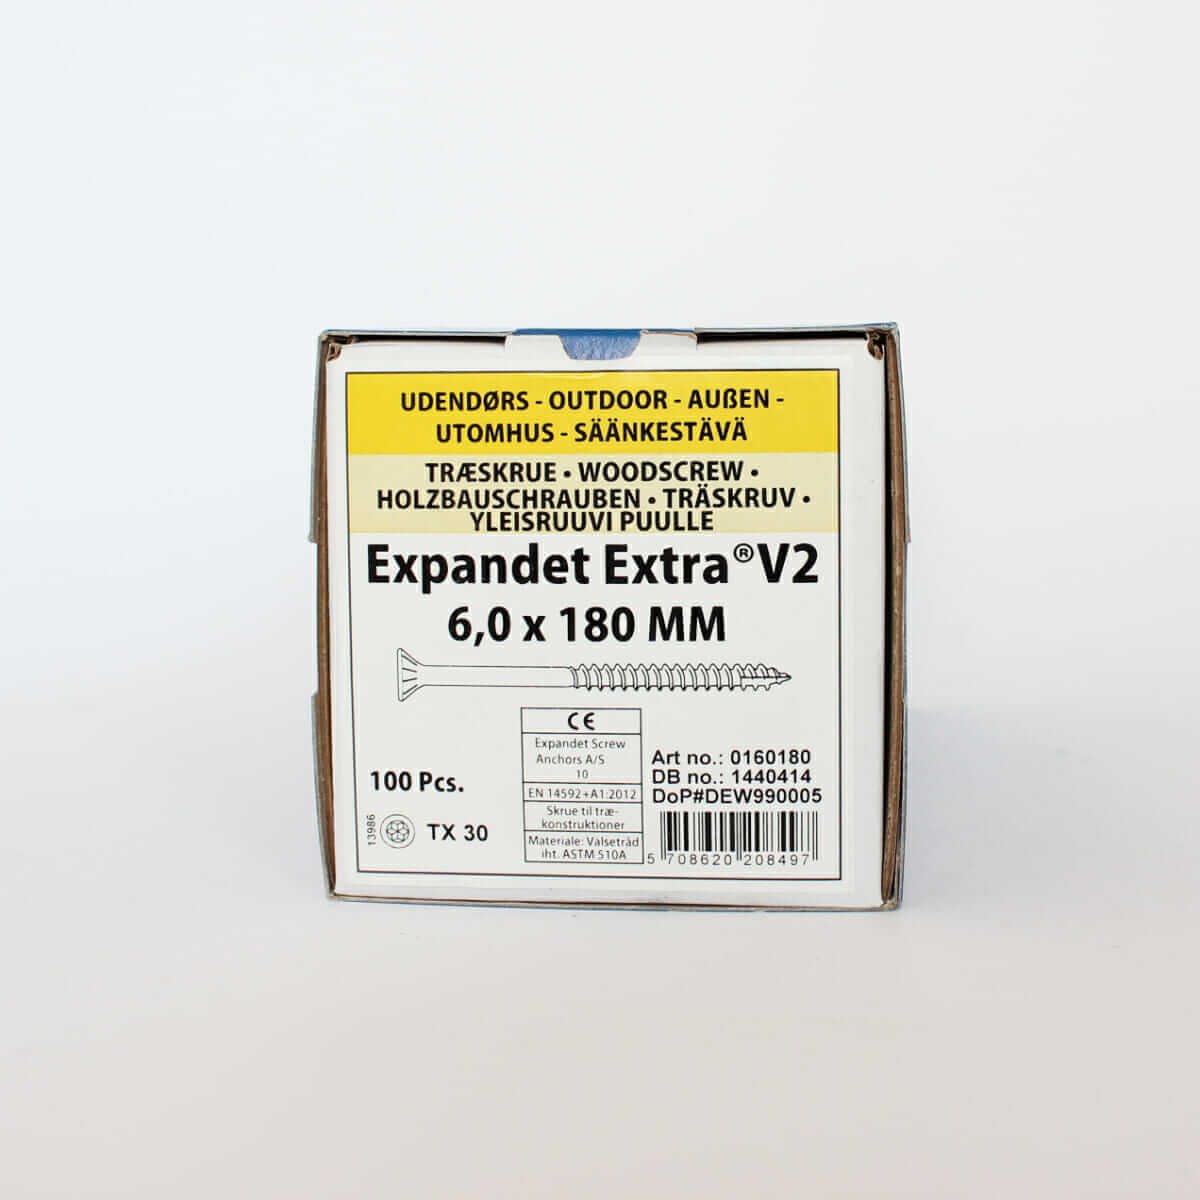 UDENDØRS - OUTDOOR - AUßEN -
UTOMHUS - SÄÄNKESTÄVÄ
TRÆSKRUE • WOODSCREW •
HOLZBAUSCHRAUBEN • TRÄSKRUV •
YLEISRUUVI PUULLE
Expandet Extra® V2
6,0 x 180 MM
100 Pcs.
13986
TX 30
CE
Expandet Screw
Anchors A/S
10
EN 14592+A1:2012
Skrue til træ-
konstruktioner
Materiale: Valsetråd
iht. ASTM 510A
Art no.: 0160180
DB no.: 1440414
DoP#DEW990005
5 708620 208497